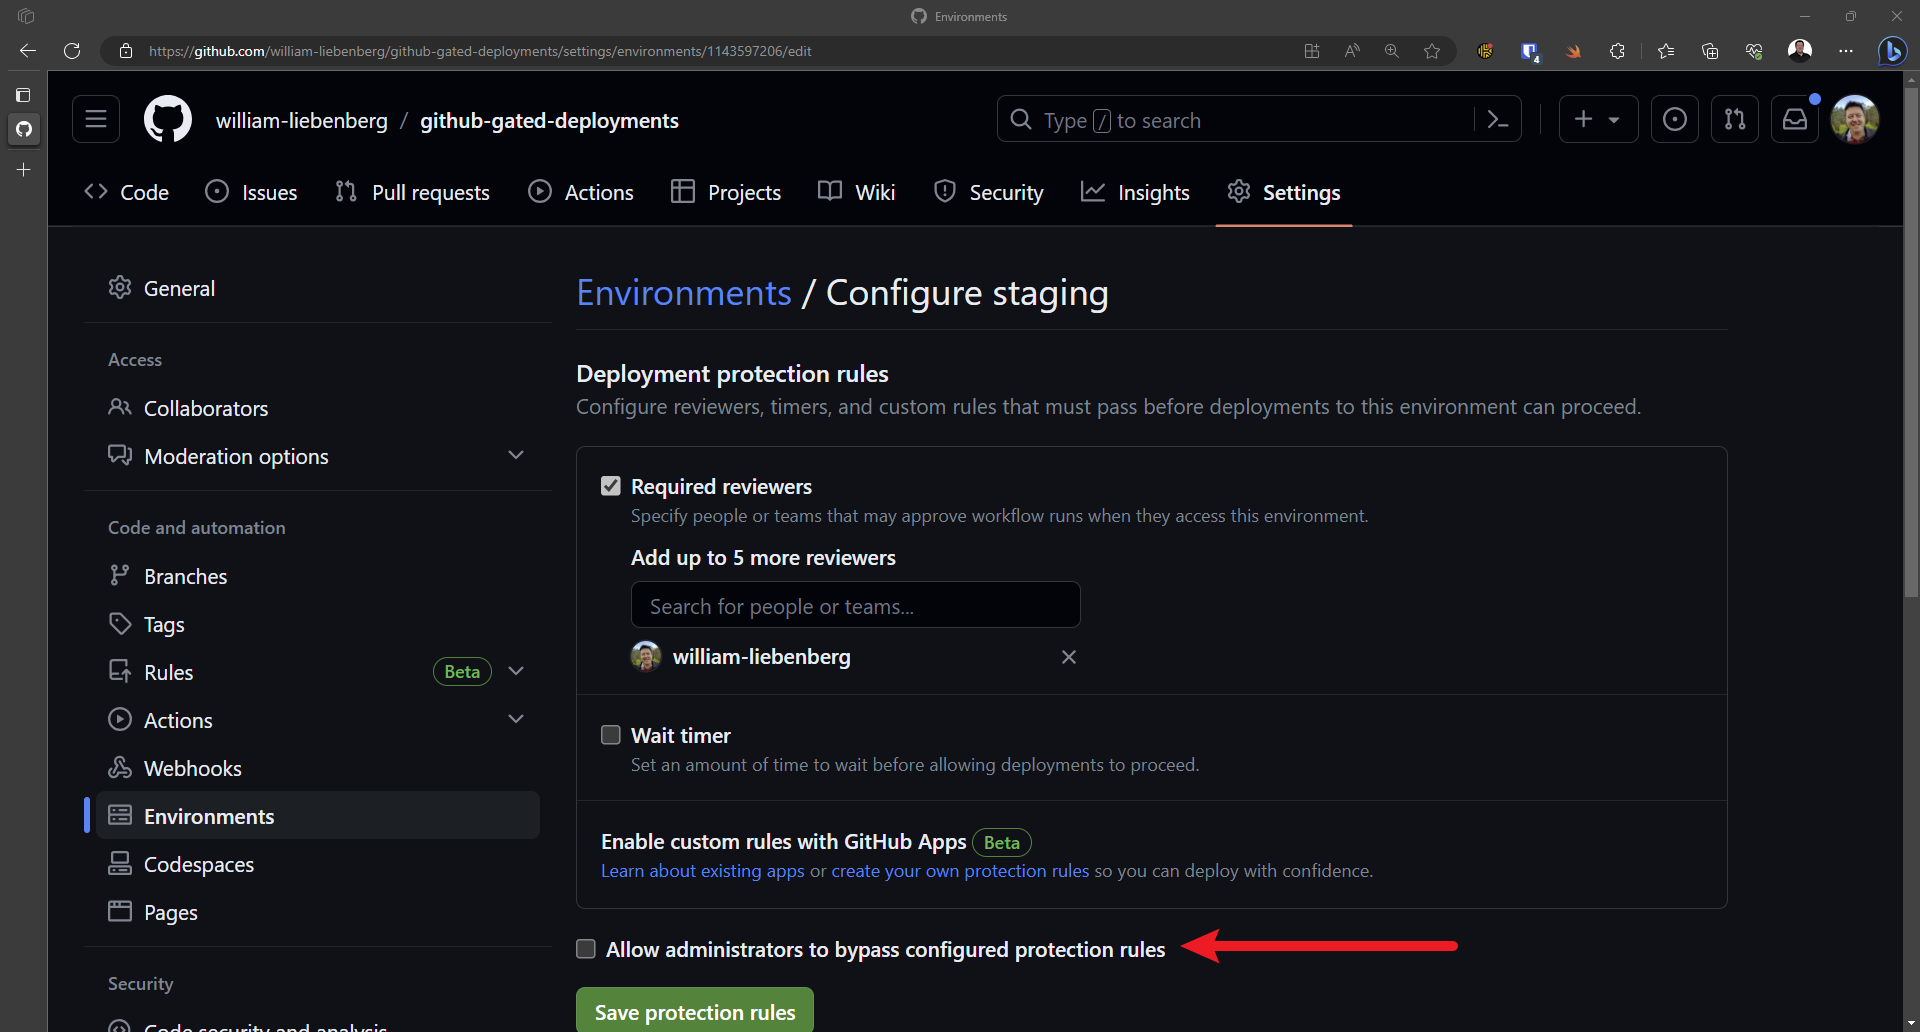 Environments
https://github.com/william-liebenberg/github-gated-deployments/settings/environments/1143597206/edit
4
william-liebenberg / github-gated-deployments
Type / to search
Code
Issues
Pull requests
Actions
Projects
Wiki
Security
Insights
Settings
General
Access
Collaborators
Moderation options
Code and automation
Branches
Tags
Rules Beta
Actions
Webhooks
Environments
Codespaces
Pages
Security
Code security and analysis
Environments / Configure staging
Deployment protection rules
Configure reviewers, timers, and custom rules that must pass before deployments to this environment can proceed.
Required reviewers
Specify people or teams that may approve workflow runs when they access this environment.
Add up to 5 more reviewers
Search for people or teams...
william-liebenberg
Wait timer
Set an amount of time to wait before allowing deployments to proceed.
Enable custom rules with GitHub Apps Beta
Learn about existing apps or create your own protection rules so you can deploy with confidence.
Allow administrators to bypass configured protection rules
Save protection rules